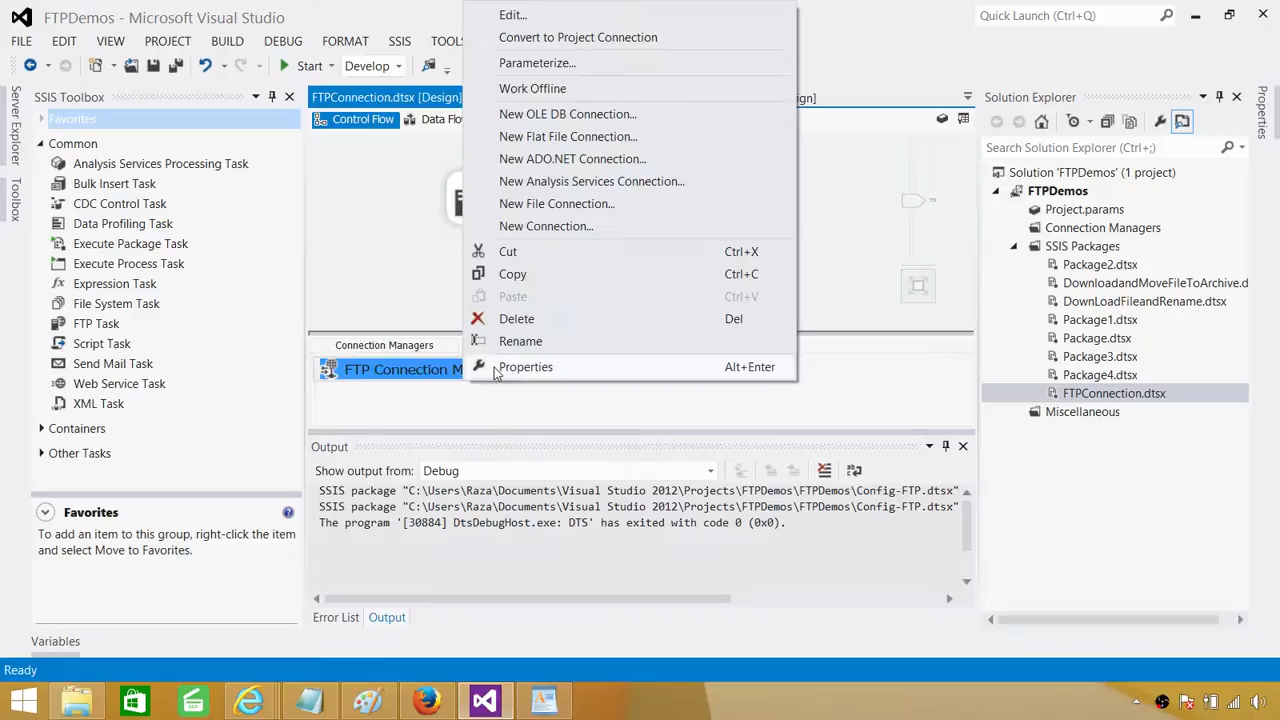 FTPDemos - Microsoft Visual Studio
Quick Launch (Ctrl+Q)
FILE EDIT VIEW PROJECT BUILD DEBUG FORMAT SSIS TOOLS
Start Develop
SSIS Toolbox
Favorites
Common
Analysis Services Processing Task
Bulk Insert Task
CDC Control Task
Data Profiling Task
Execute Package Task
Execute Process Task
Expression Task
File System Task
FTP Task
Script Task
Send Mail Task
Web Service Task
XML Task
Containers
Other Tasks
Favorites
To add an item to this group, right-click the item
and select Move to Favorites.
Variables
Server Explorer
Toolbox
FTPConnection.dtsx [Design]
gn]
Control Flow Data Flo
Edit...
Convert to Project Connection
Parameterize...
Work Offline
New OLE DB Connection...
New Flat File Connection...
New ADO.NET Connection...
New Analysis Services Connection...
New File Connection...
New Connection...
Cut Ctrl+X
Copy Ctrl+C
Paste Ctrl+V
Delete Del
Rename
Properties Alt+Enter
Connection Managers
FTP Connection M
Output
Show output from: Debug
SSIS package "C:\Users\Raza\Documents\Visual Studio 2012\Projects\FTPDemos\FTPDemos\Config-FTP.dtsx"
SSIS package "C:\Users\Raza\Documents\Visual Studio 2012\Projects\FTPDemos\FTPDemos\Config-FTP.dtsx"
The program '[30884] DtsDebugHost.exe: DTS' has exited with code 0 (0x0).
Error List Output
Solution Explorer
Search Solution Explorer (Ctrl+;)
Solution 'FTPDemos' (1 project)
FTPDemos
Project.params
Connection Managers
SSIS Packages
Package2.dtsx
DownloadandMoveFileToArchive.d
DownLoadFileandRename.dtsx
Package1.dtsx
Package.dtsx
Package3.dtsx
Package4.dtsx
FTPConnection.dtsx
Miscellaneous
Properties
Ready